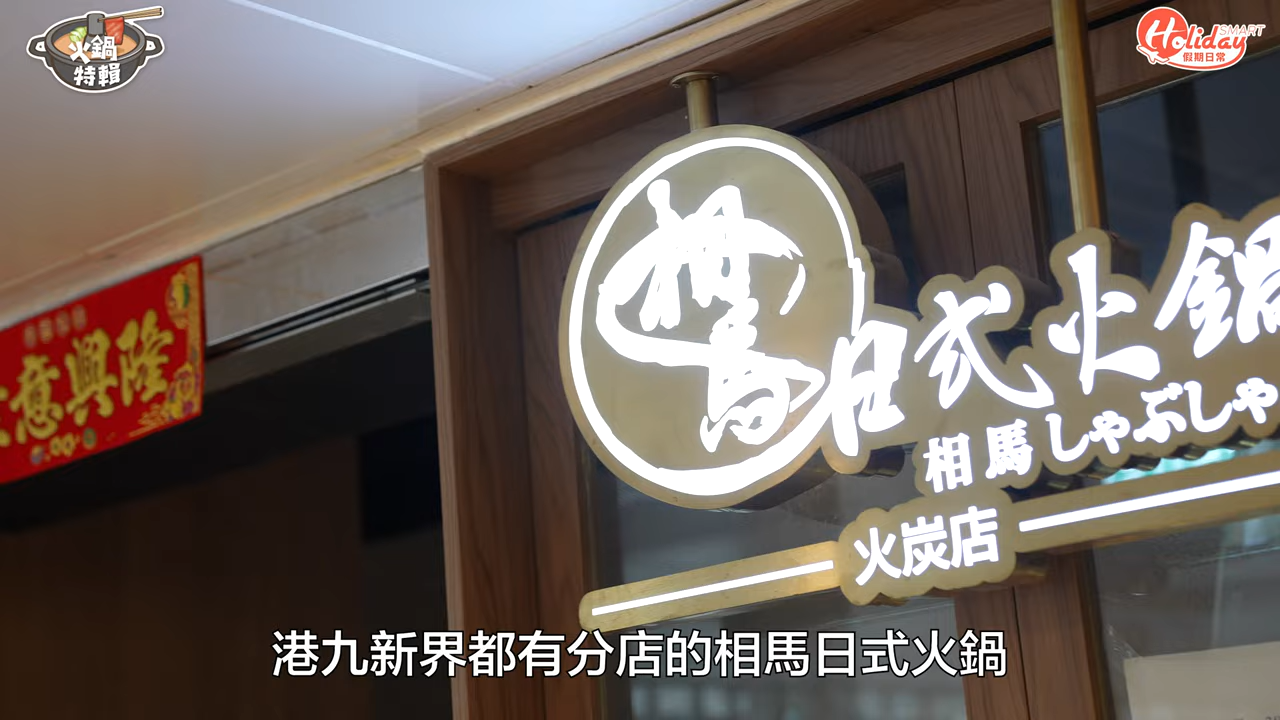 火鍋
特輯
Holiday
SMART
假期日常
意興隆
相馬
日式火鍋
相馬しゃぶしゃ
火炭店
港九新界都有分店的相馬日式火鍋